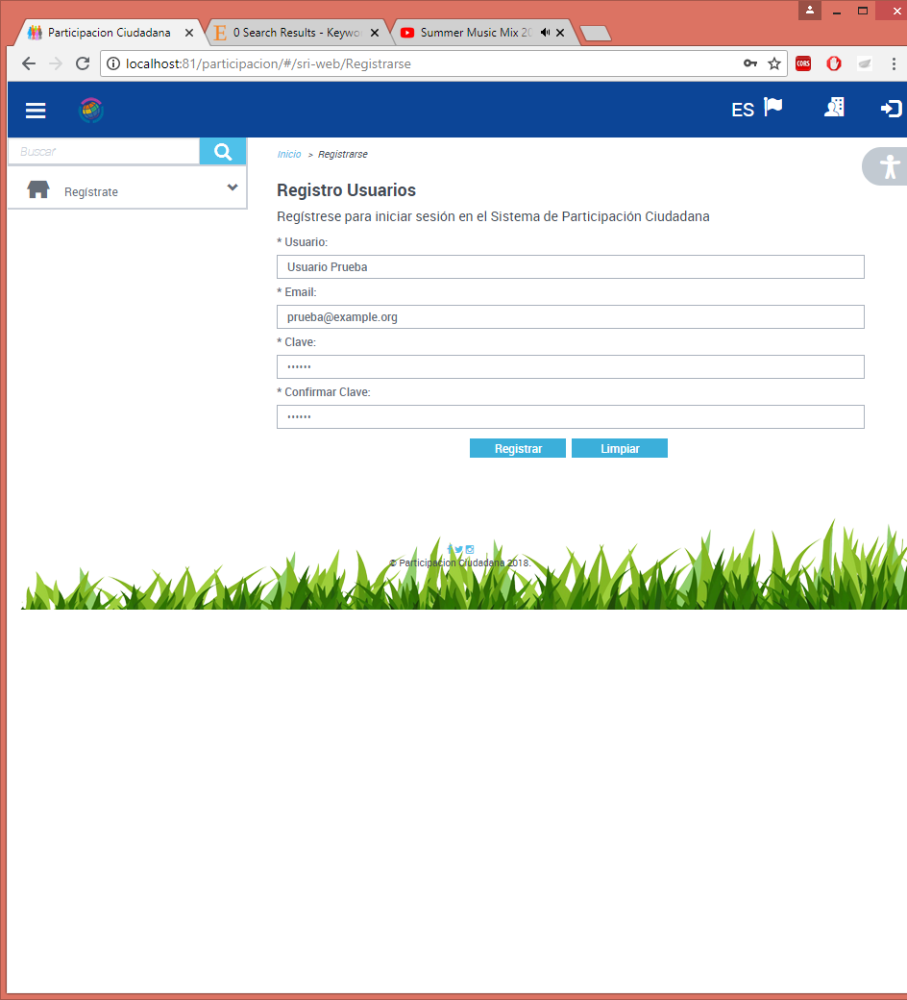 Participacion Ciudadana
0 Search Results - Keywo
Summer Music Mix 20
localhost:81/participacion/#/sri-web/Registrarse
CORS
ES
Buscar
Regístrate
Inicio > Registrarse
Registro Usuarios
Regístrese para iniciar sesión en el Sistema de Participación Ciudadana
* Usuario:
Usuario Prueba
* Email:
prueba@example.org
* Clave:
••••••
* Confirmar Clave:
••••••
Registrar Limpiar
© Participacion Ciudadana 2018.